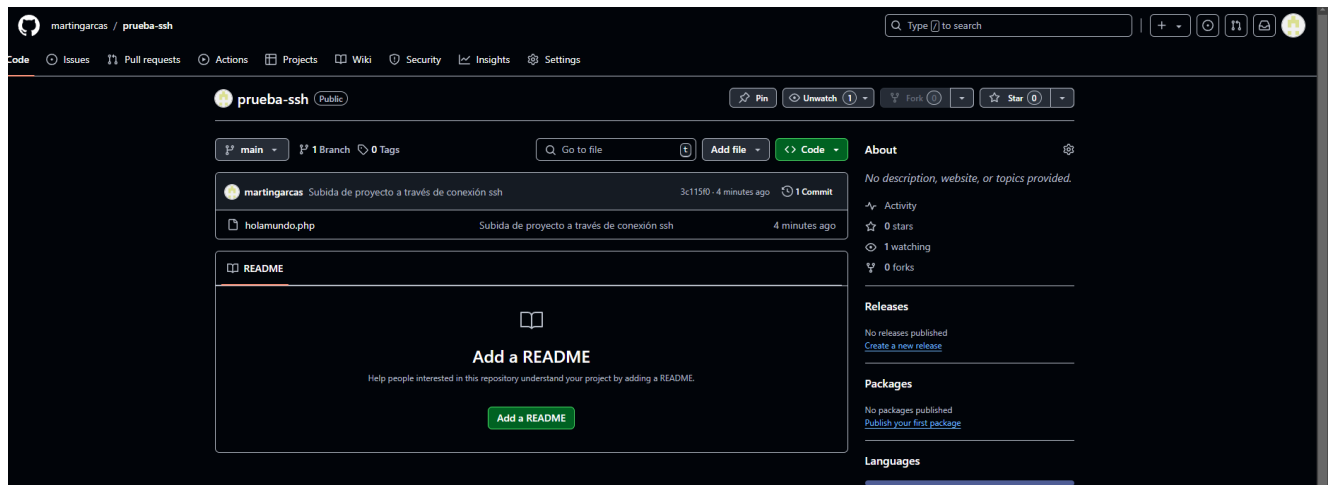 martingarcas / prueba-ssh
Type / to search
Code Issues Pull requests Actions Projects Wiki Security Insights Settings
prueba-ssh Public
Pin Unwatch 1 Fork 0 Star 0
main 1 Branch 0 Tags Go to file t Add file Code
martingarcas Subida de proyecto a través de conexión ssh 3c115f0 · 4 minutes ago 1 Commit
holamundo.php Subida de proyecto a través de conexión ssh 4 minutes ago
README
Add a README
Help people interested in this repository understand your project by adding a README.
Add a README
About
No description, website, or topics provided.
Activity
0 stars
1 watching
0 forks
Releases
No releases published
Create a new release
Packages
No packages published
Publish your first package
Languages